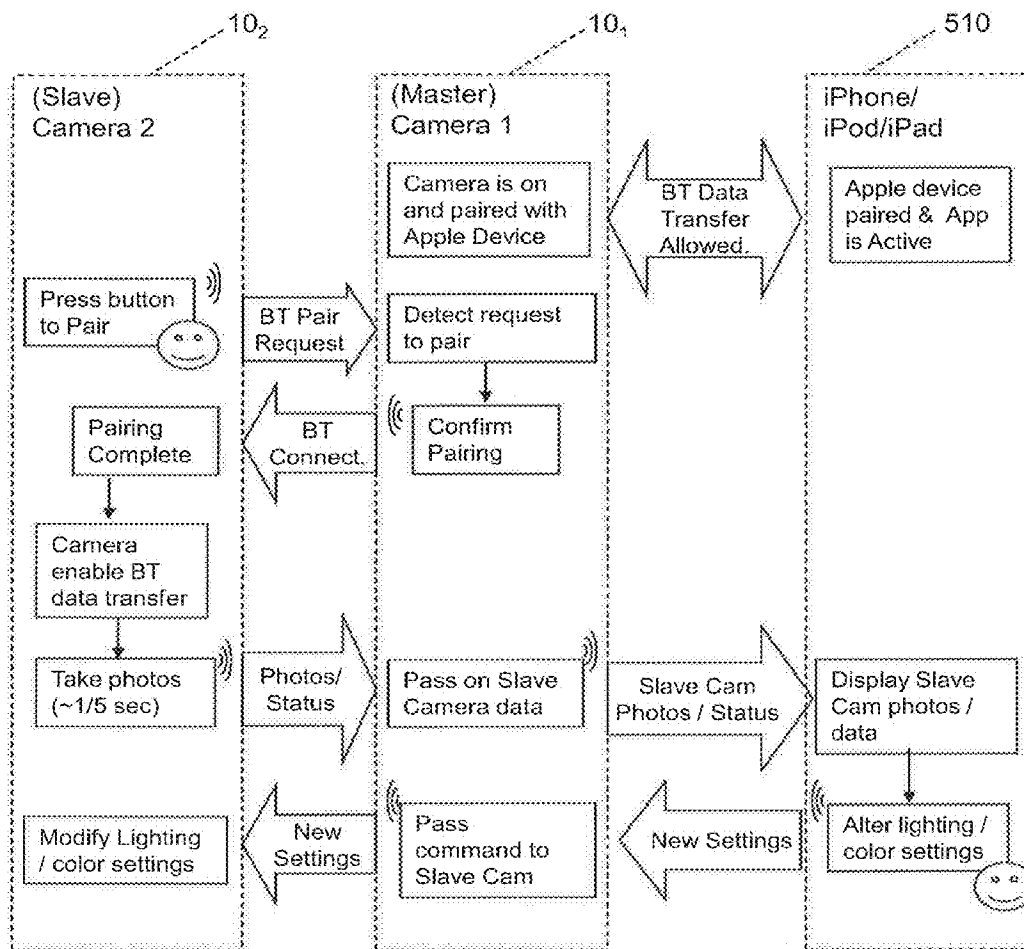 10₂
10₁
510
(Slave)
Camera 2
(Master)
Camera 1
iPhone/
iPod/iPad
Camera is on
and paired with
Apple Device
BT Data
Transfer
Allowed.
Apple device
paired & App
is Active
Press button
to Pair
BT Pair
Request
Detect request
to pair
Pairing
Complete
BT
Connect.
Confirm
Pairing
Camera
enable BT
data transfer
Take photos
(~1/5 sec)
Photos/
Status
Pass on Slave
Camera data
Slave Cam
Photos / Status
Display Slave
Cam photos /
data
Modify Lighting
/ color settings
New
Settings
Pass
command to
Slave Cam
New Settings
Alter lighting /
color settings